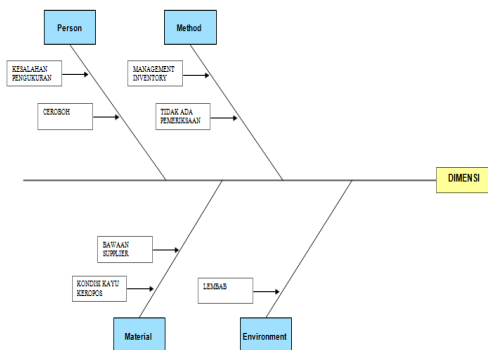 Person
Method
KESALAHAN
PENGUKURAN
MANAGEMENT
INVENTORY
CEROBOH
TIDAK ADA
PEMERIKSAAN
DIMENSI
BAWAAN
SUPPLIER
KONDISI KAYU
KEROPOS
LEMBAB
Material
Environment